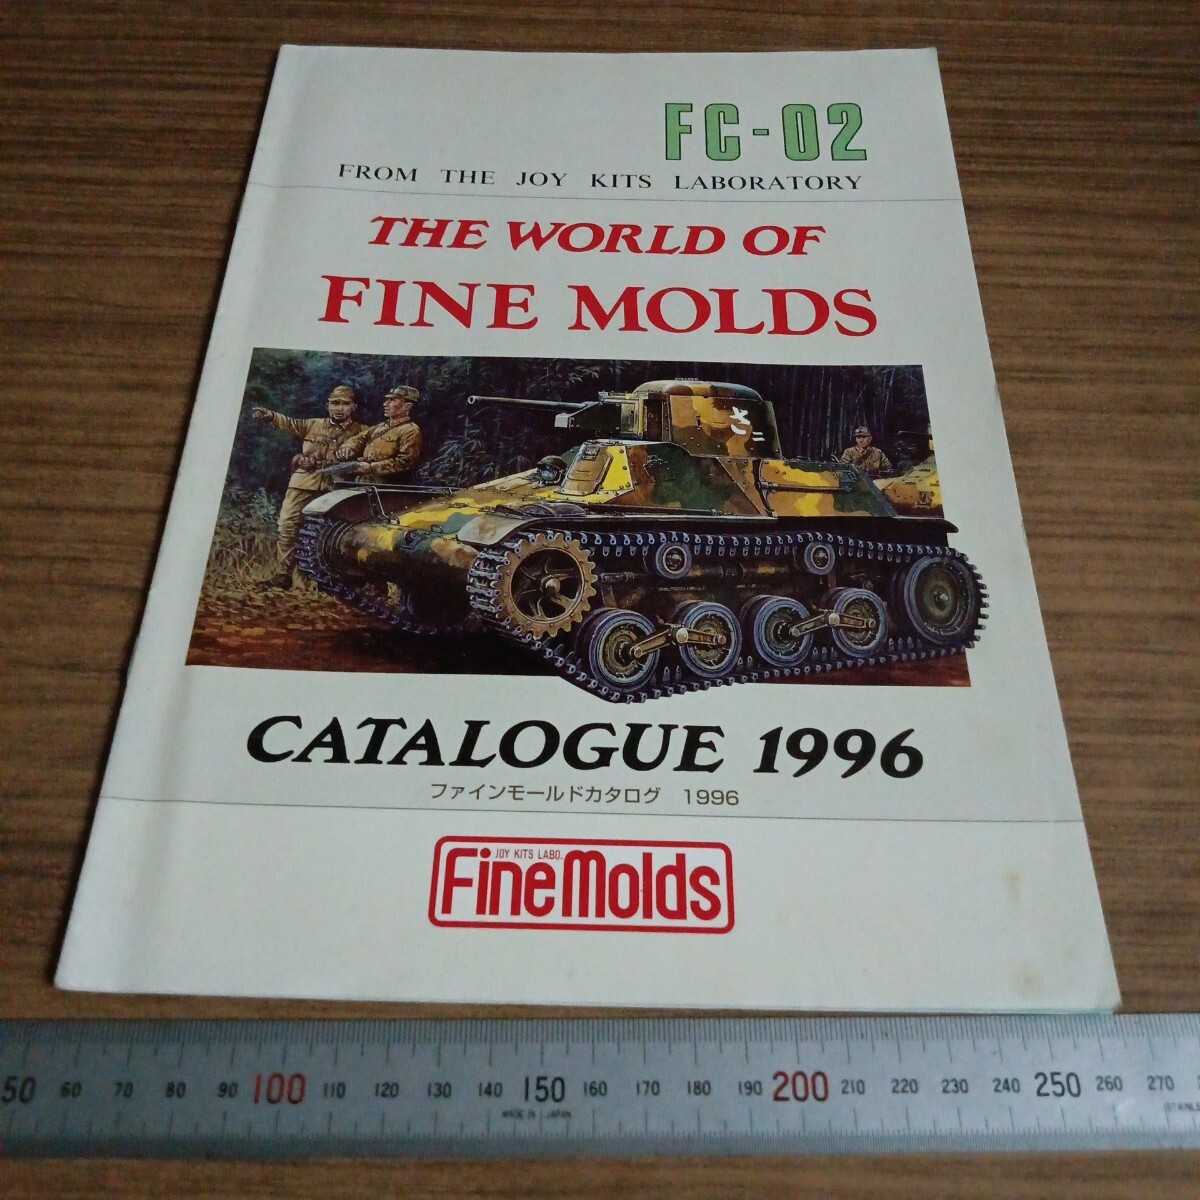 FC-02
FROM THE JOY KITS LABORATORY
THE WORLD OF
FINE MOLDS
さニ
CATALOGUE 1996
ファインモールドカタログ 1996
JOY KITS LABO.
FineMolds
50 60 70 80 90 100 110 120 130 140 150 160 170 180 190 200 210 220 230 240 250 260 270
MADE IN JAPAN